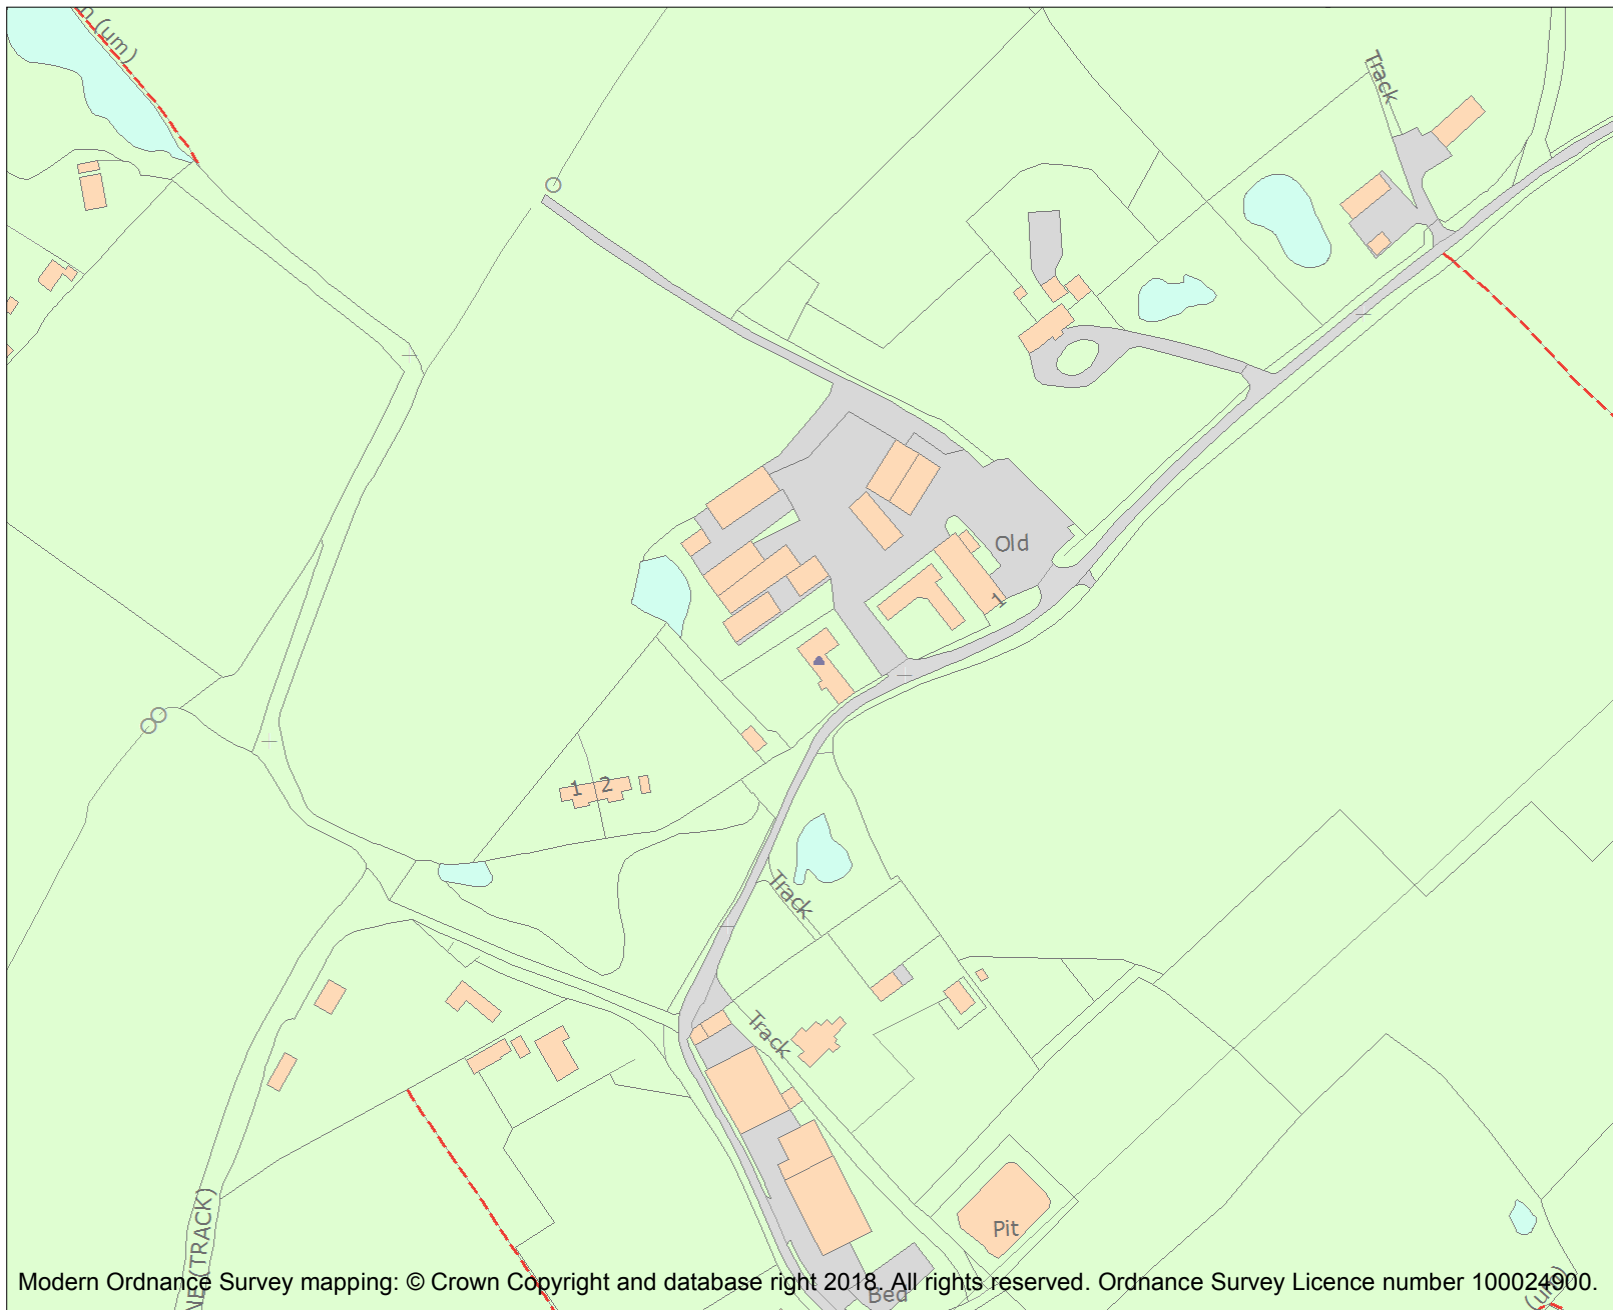 (um)
Track
Old
1
1 2
Track
Track
Pit
(TRACK)
Bed
(um)
Modern Ordnance Survey mapping: © Crown Copyright and database right 2018. All rights reserved. Ordnance Survey Licence number 100024900.